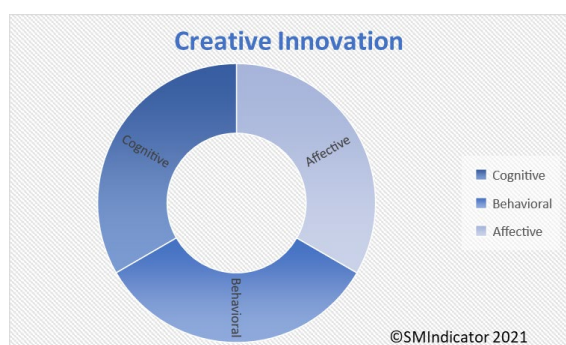 Creative Innovation
Cognitive
Affective
Behavioral
Cognitive
Behavioral
Affective
©SMIndicator 2021